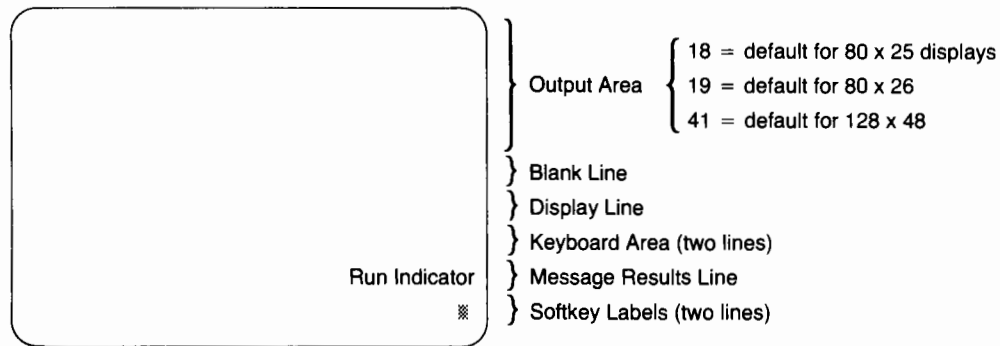 18 = default for 80 x 25 displays
Output Area
19 = default for 80 x 26
41 = default for 128 x 48
Blank Line
Display Line
Keyboard Area (two lines)
Run Indicator
Message Results Line
Softkey Labels (two lines)